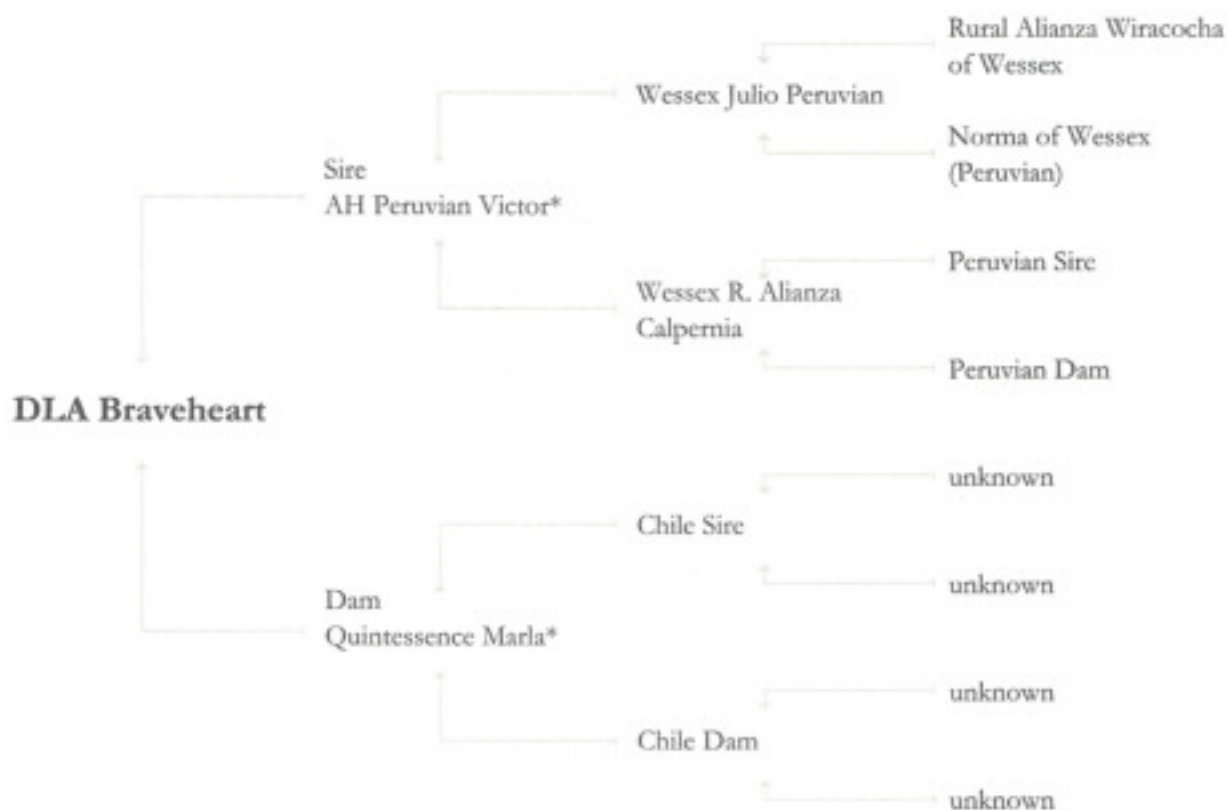 Rural Alianza Wiracocha
of Wessex
Wessex Julio Peruvian
Norma of Wessex
(Peruvian)
Sire
AH Peruvian Victor*
Peruvian Sire
Wessex R. Alianza
Calpernia
Peruvian Dam
DLA Braveheart
unknown
Chile Sire
unknown
Dam
Quintessence Marla*
unknown
Chile Dam
unknown